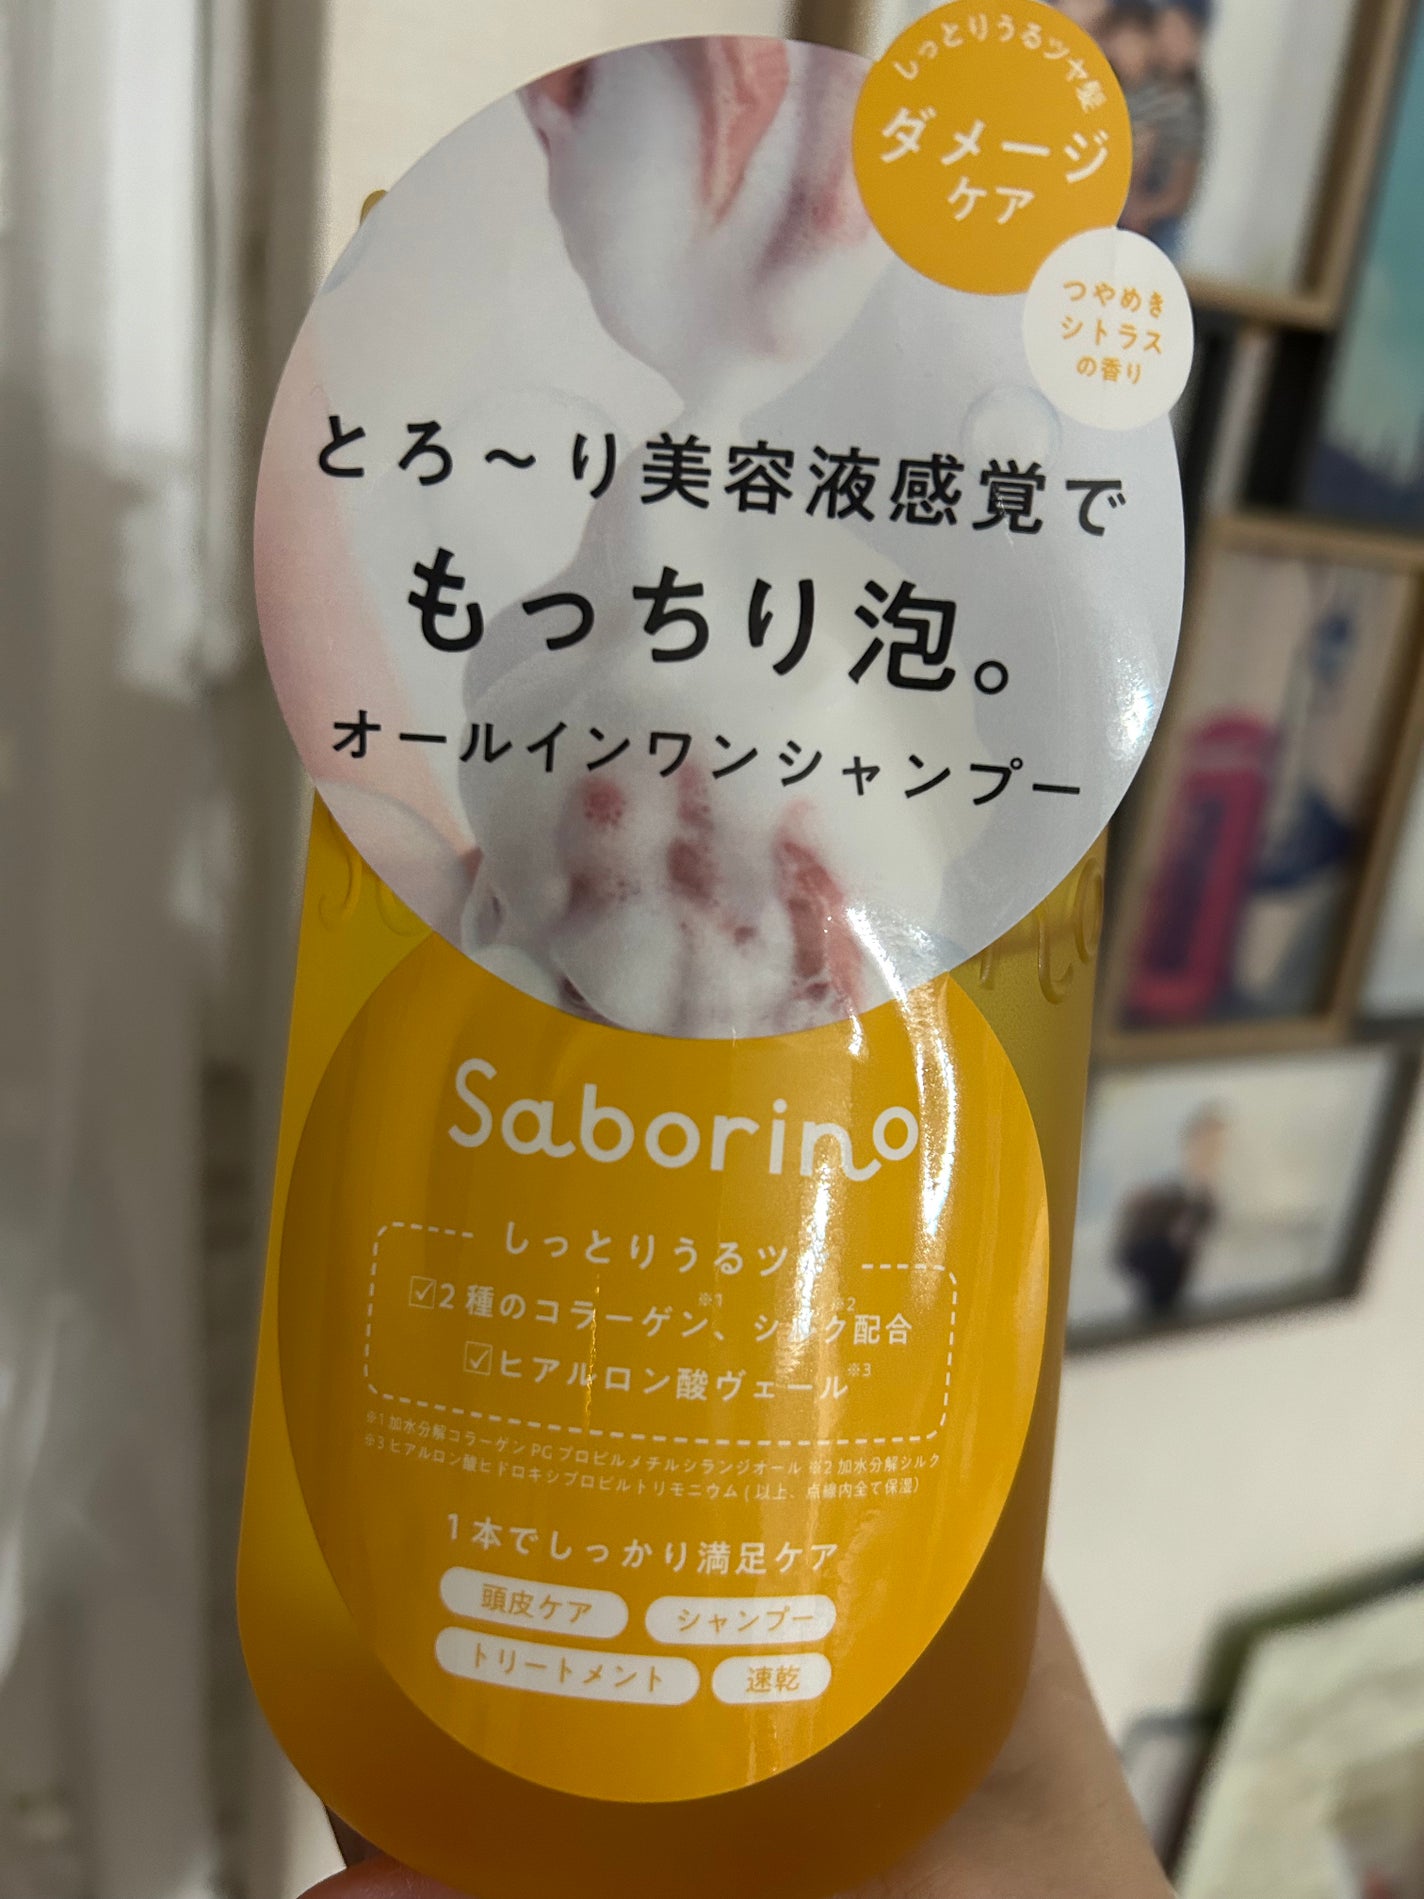 しっとりうるツヤ髪
ダメージ
ケア
つやめき
シトラス
の香り
とろ～り美容液感覚で
もっちり泡。
オールインワンシャンプー
Saborino
しっとりうるツ
☑2種のコラーゲン※1、シルク※2配合
☑ヒアルロン酸ヴェール※3
※1 加水分解コラーゲン PGプロピルメチルシランジオール ※2 加水分解シルク
※3 ヒアルロン酸ヒドロキシプロピルトリモニウム(以上、点線内全て保湿)
1本でしっかり満足ケア
頭皮ケア シャンプー
トリートメント 速乾